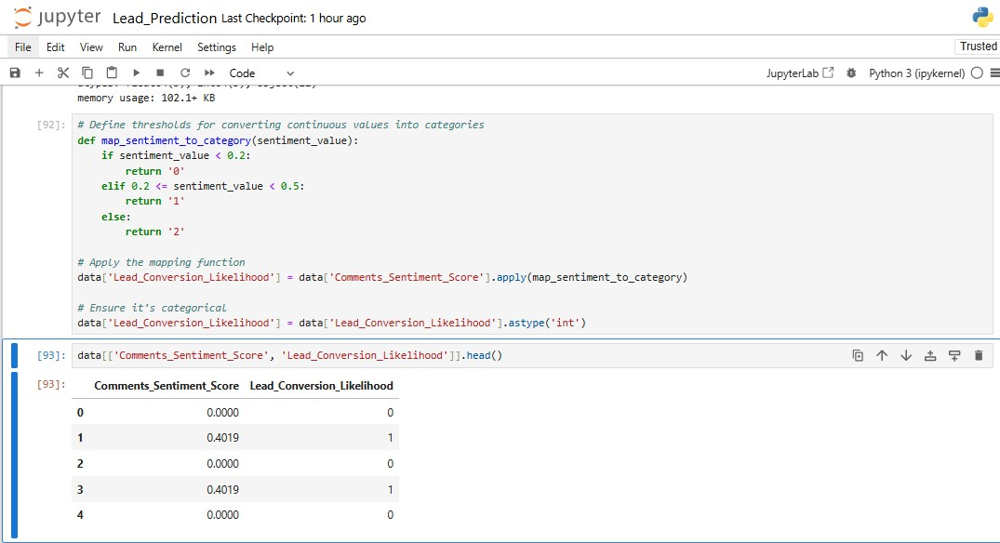 jupyter Lead_Prediction Last Checkpoint: 1 hour ago
File Edit View Run Kernel Settings Help Trusted
Code JupyterLab Python 3 (ipykernel)
memory usage: 102.1+ KB
[92]: # Define thresholds for converting continuous values into categories
def map_sentiment_to_category(sentiment_value):
    if sentiment_value < 0.2:
        return '0'
    elif 0.2 <= sentiment_value < 0.5:
        return '1'
    else:
        return '2'

# Apply the mapping function
data['Lead_Conversion_Likelihood'] = data['Comments_Sentiment_Score'].apply(map_sentiment_to_category)

# Ensure it's categorical
data['Lead_Conversion_Likelihood'] = data['Lead_Conversion_Likelihood'].astype('int')
[93]: data[['Comments_Sentiment_Score', 'Lead_Conversion_Likelihood']].head()
[93]: Comments_Sentiment_Score Lead_Conversion_Likelihood
0 0.0000 0
1 0.4019 1
2 0.0000 0
3 0.4019 1
4 0.0000 0